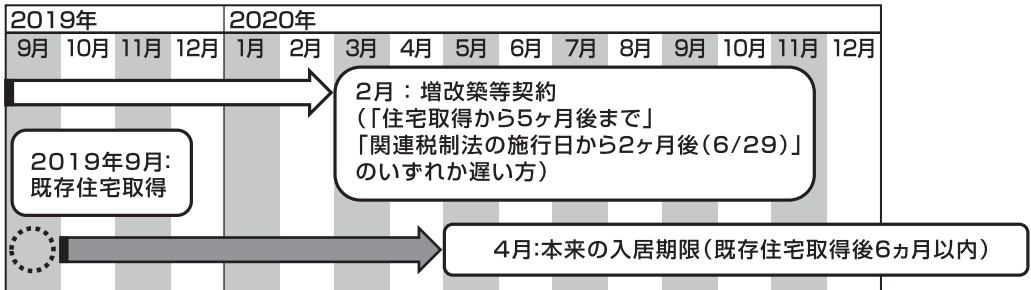 2019年 2020年
9月 10月 11月 12月 1月 2月 3月 4月 5月 6月 7月 8月 9月 10月 11月 12月
2月：増改築等契約
（「住宅取得から5ヶ月後まで」
「関連税制法の施行日から2ヶ月後（6/29）」
のいずれか遅い方）
2019年9月：
既存住宅取得
4月：本来の入居期限（既存住宅取得後6ヵ月以内）